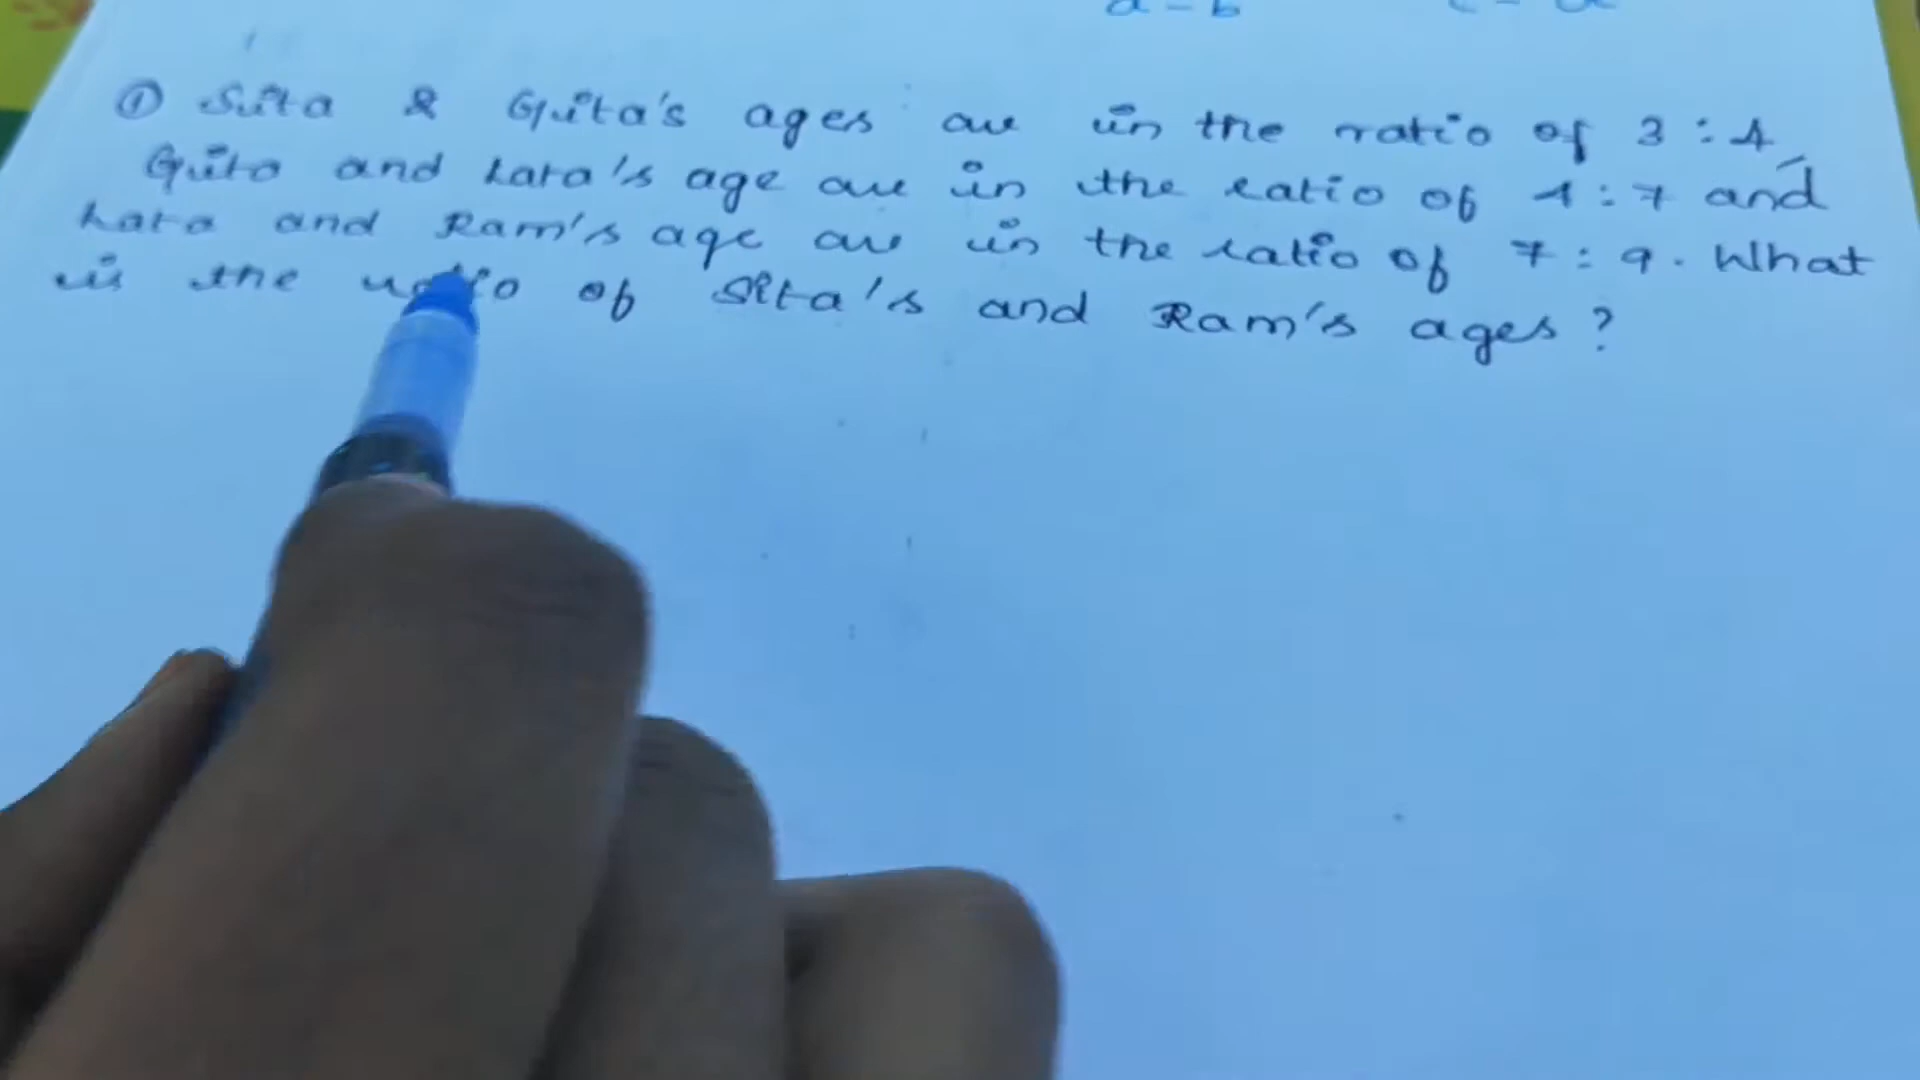 a - b
① Sita & Gita's ages are in the ratio of 3 : 4,
Gita and Lata's age are in the ratio of 4 : 7 and
Lata and Ram's age are in the ratio of 7 : 9. What
is the ratio of Sita's and Ram's ages ?